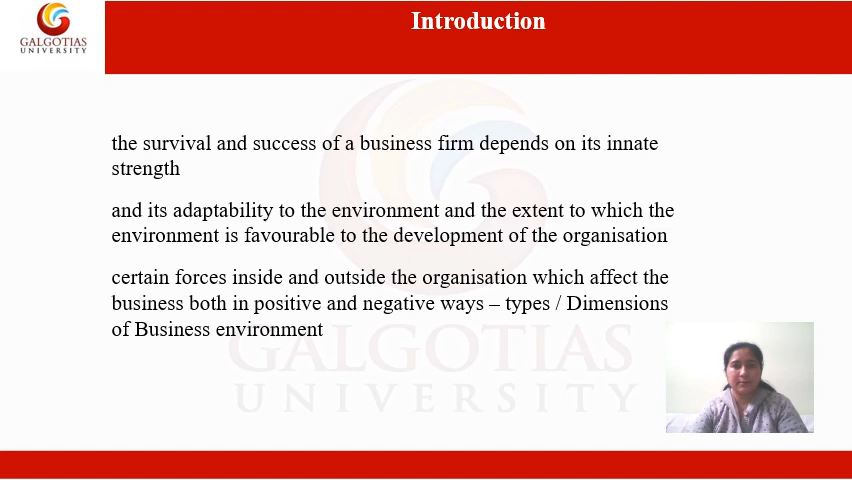 GALGOTIAS
UNIVERSITY
Introduction
the survival and success of a business firm depends on its innate
strength
and its adaptability to the environment and the extent to which the
environment is favourable to the development of the organisation
certain forces inside and outside the organisation which affect the
business both in positive and negative ways – types / Dimensions
of Business environment
GALGOTIAS
UNIVERSITY